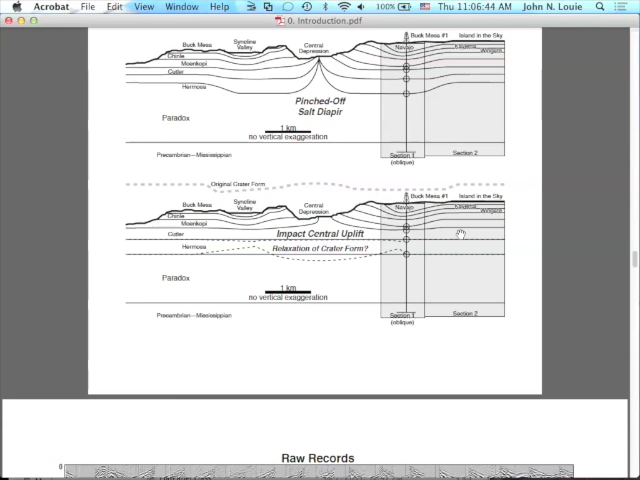 Acrobat File Edit View Window Help 100% Thu 11:06:44 AM John N. Louie
0. Introduction.pdf
Buck Mesa Syncline Valley Central Depression Buck Mesa #1 Island in the Sky
Chinle Navajo Kayenta Wingate
Moenkopi
Cutler
Hermosa
Pinched-Off
Salt Diapir
Paradox
1 km
no vertical exaggeration
Precambrian-Mississippian Section 1 (oblique) Section 2
Original Crater Form
Buck Mesa Syncline Valley Central Depression Buck Mesa #1 Island in the Sky
Chinle Navajo Kayenta Wingate
Moenkopi
Cutler Impact Central Uplift
Hermosa Relaxation of Crater Form?
Paradox
1 km
no vertical exaggeration
Precambrian-Mississippian Section 1 (oblique) Section 2
Raw Records
0